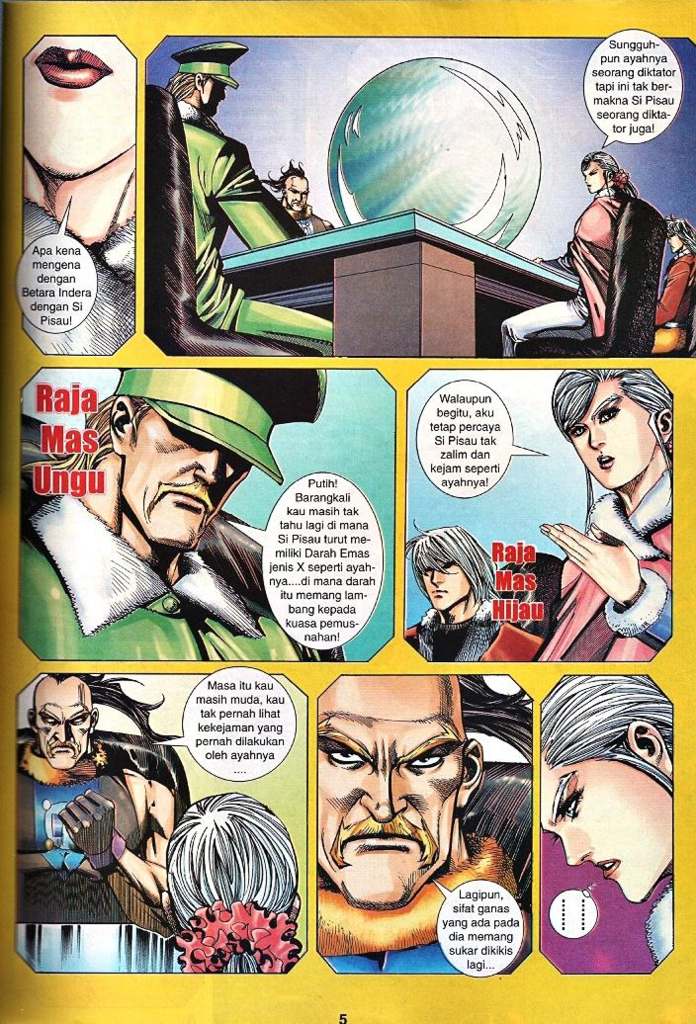 Apa kena
mengena
dengan
Betara Indera
dengan Si
Pisau!
Sungguh-
pun ayahnya
seorang diktator
tapi ini tak ber-
makna Si Pisau
seorang dikta-
tor juga!
Raja
Mas
Ungu
Putih!
Barangkali
kau masih tak
tahu lagi di mana
Si Pisau turut me-
miliki Darah Emas
jenis X seperti ayah-
nya....di mana darah
itu memang lam-
bang kepada
kuasa pemus-
nahan!
Walaupun
begitu, aku
tetap percaya
Si Pisau tak
zalim dan
kejam seperti
ayahnya!
Raja
Mas
Hijau
Masa itu kau
masih muda, kau
tak pernah lihat
kekejaman yang
pernah dilakukan
oleh ayahnya
....
Lagipun,
sifat ganas
yang ada pada
dia memang
sukar dikikis
lagi...
5